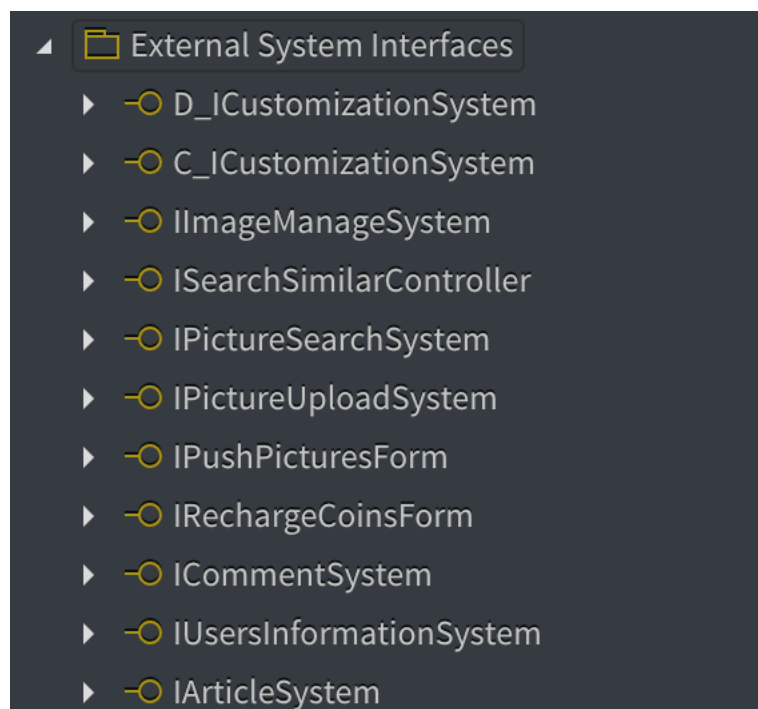 External System Interfaces
D_ICustomizationSystem
C_ICustomizationSystem
IImageManageSystem
ISearchSimilarController
IPictureSearchSystem
IPictureUploadSystem
IPushPicturesForm
IRechargeCoinsForm
ICommentSystem
IUsersInformationSystem
IArticleSystem